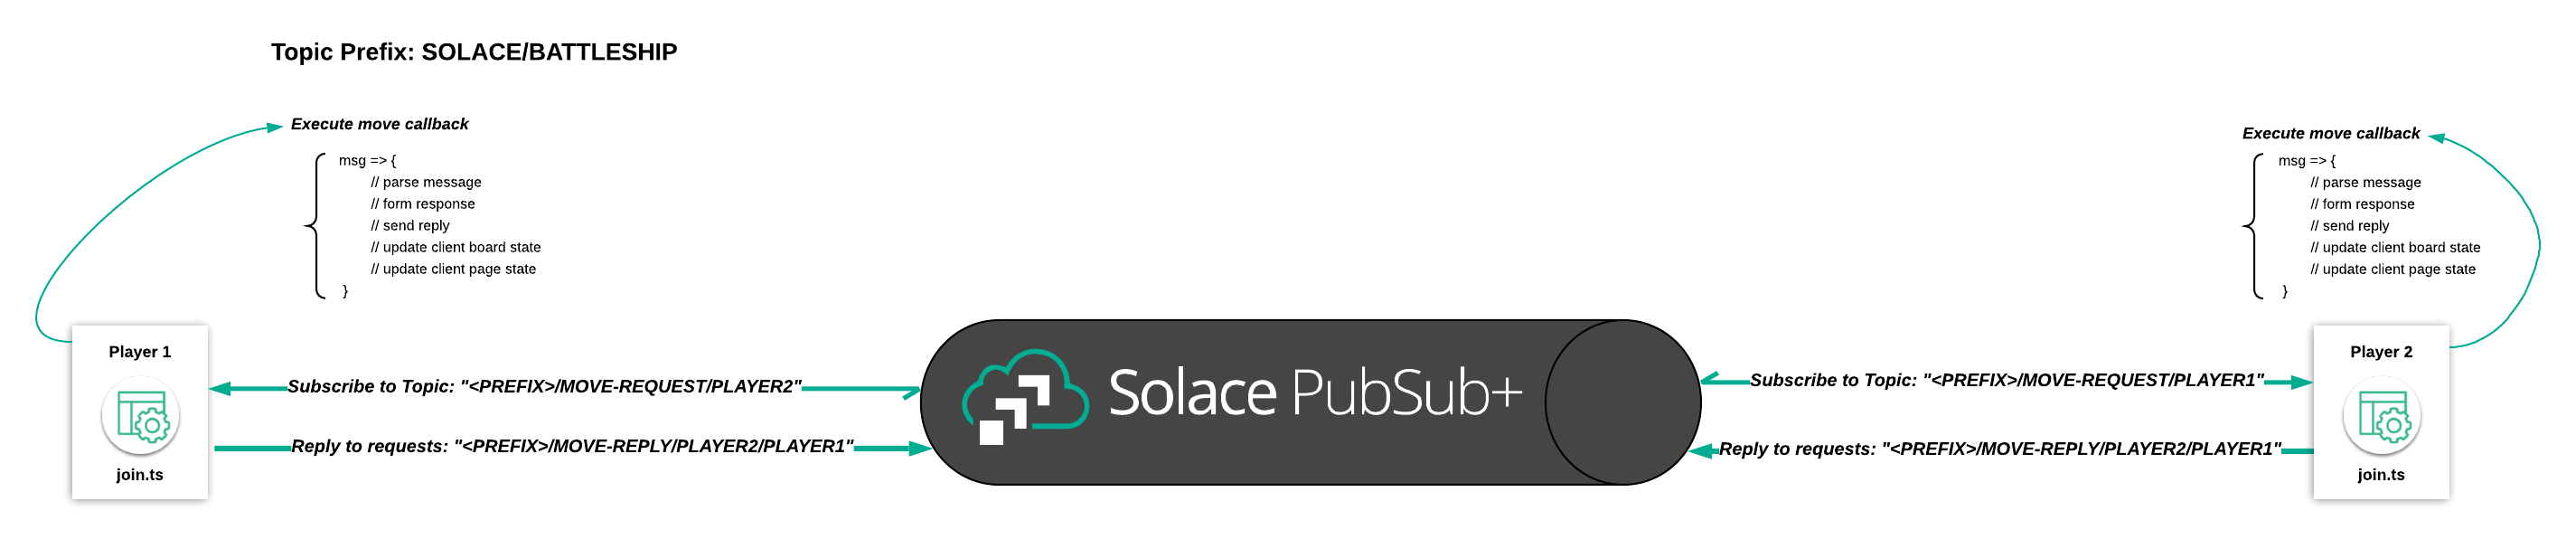 Topic Prefix: SOLACE/BATTLESHIP
Execute move callback
msg => {
// parse message
// form response
// send reply
// update client board state
// update client page state
}
Execute move callback
msg => {
// parse message
// form response
// send reply
// update client board state
// update client page state
}
Player 1
join.ts
Subscribe to Topic: "<PREFIX>/MOVE-REQUEST/PLAYER2"
Reply to requests: "<PREFIX>/MOVE-REPLY/PLAYER2/PLAYER1"
Solace PubSub+
Subscribe to Topic: "<PREFIX>/MOVE-REQUEST/PLAYER1"
Reply to requests: "<PREFIX>/MOVE-REPLY/PLAYER2/PLAYER1"
Player 2
join.ts